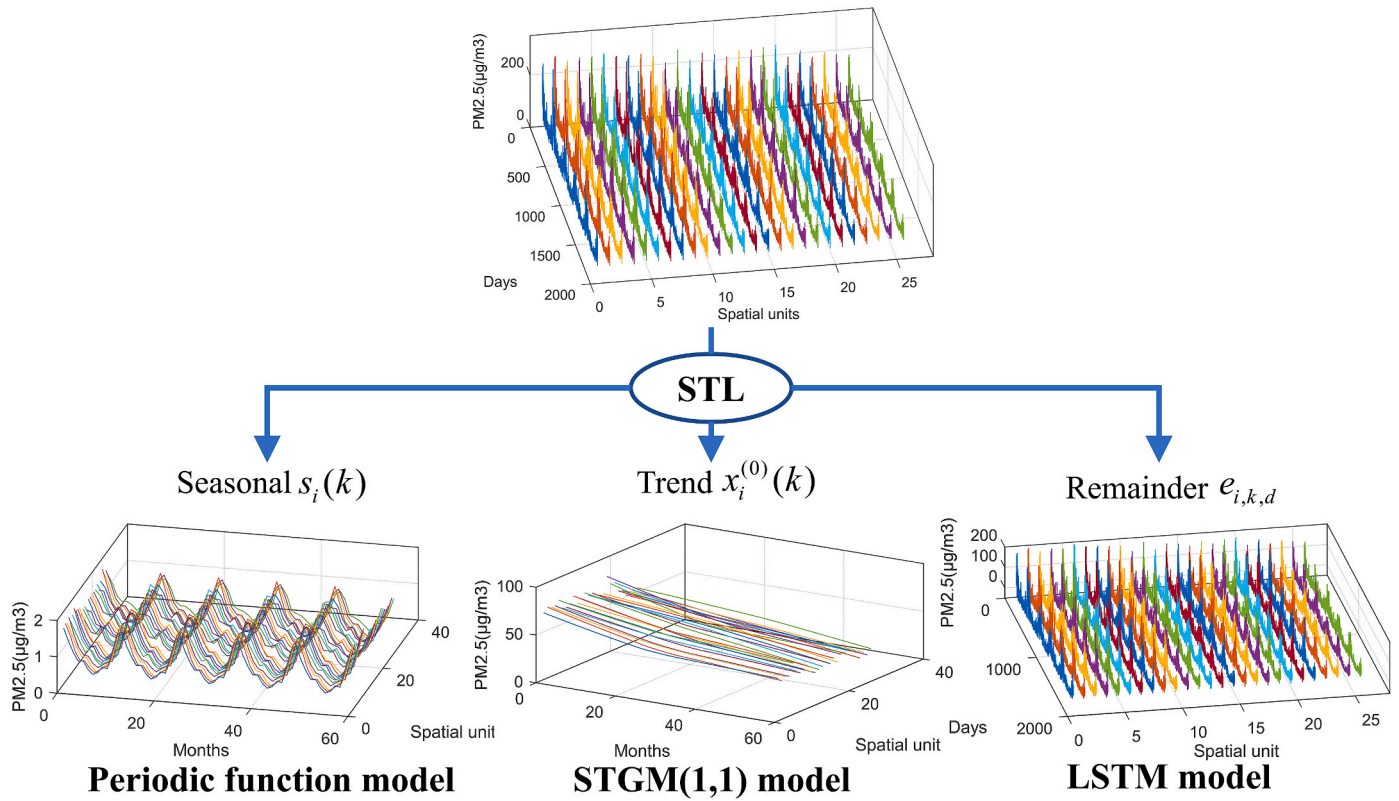 PM2.5(μg/m3)
200
0
0
500
1000
1500
2000
Days
0
5
10
15
20
25
Spatial units
STL
Seasonal s_i(k)
Trend x_i^{(0)}(k)
Remainder e_{i,k,d}
PM2.5(μg/m3)
2
1
0
0
20
40
60
Months
0
20
40
Spatial unit
PM2.5(μg/m3)
100
50
0
0
20
40
60
Months
0
20
40
Spatial unit
PM2.5(μg/m3)
200
100
0
0
1000
2000
Days
0
5
10
15
20
25
Spatial unit
Periodic function model
STGM(1,1) model
LSTM model